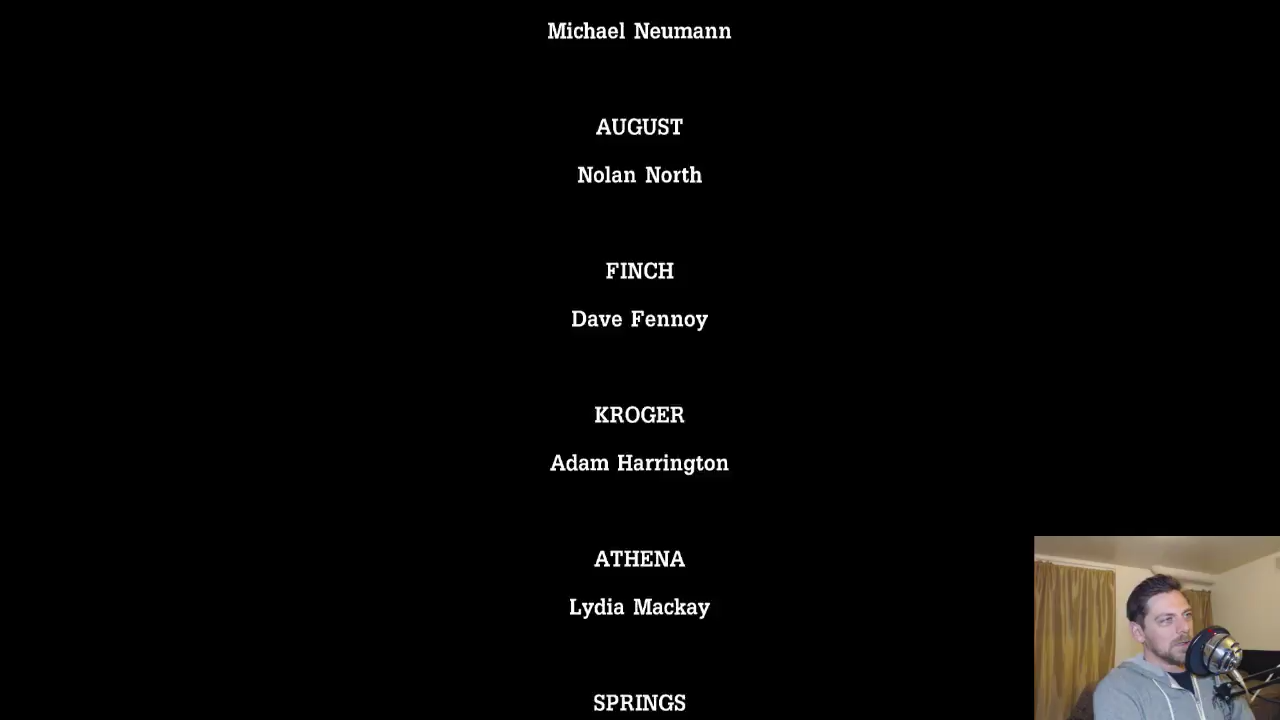 Michael Neumann
AUGUST
Nolan North
FINCH
Dave Fennoy
KROGER
Adam Harrington
ATHENA
Lydia Mackay
SPRINGS